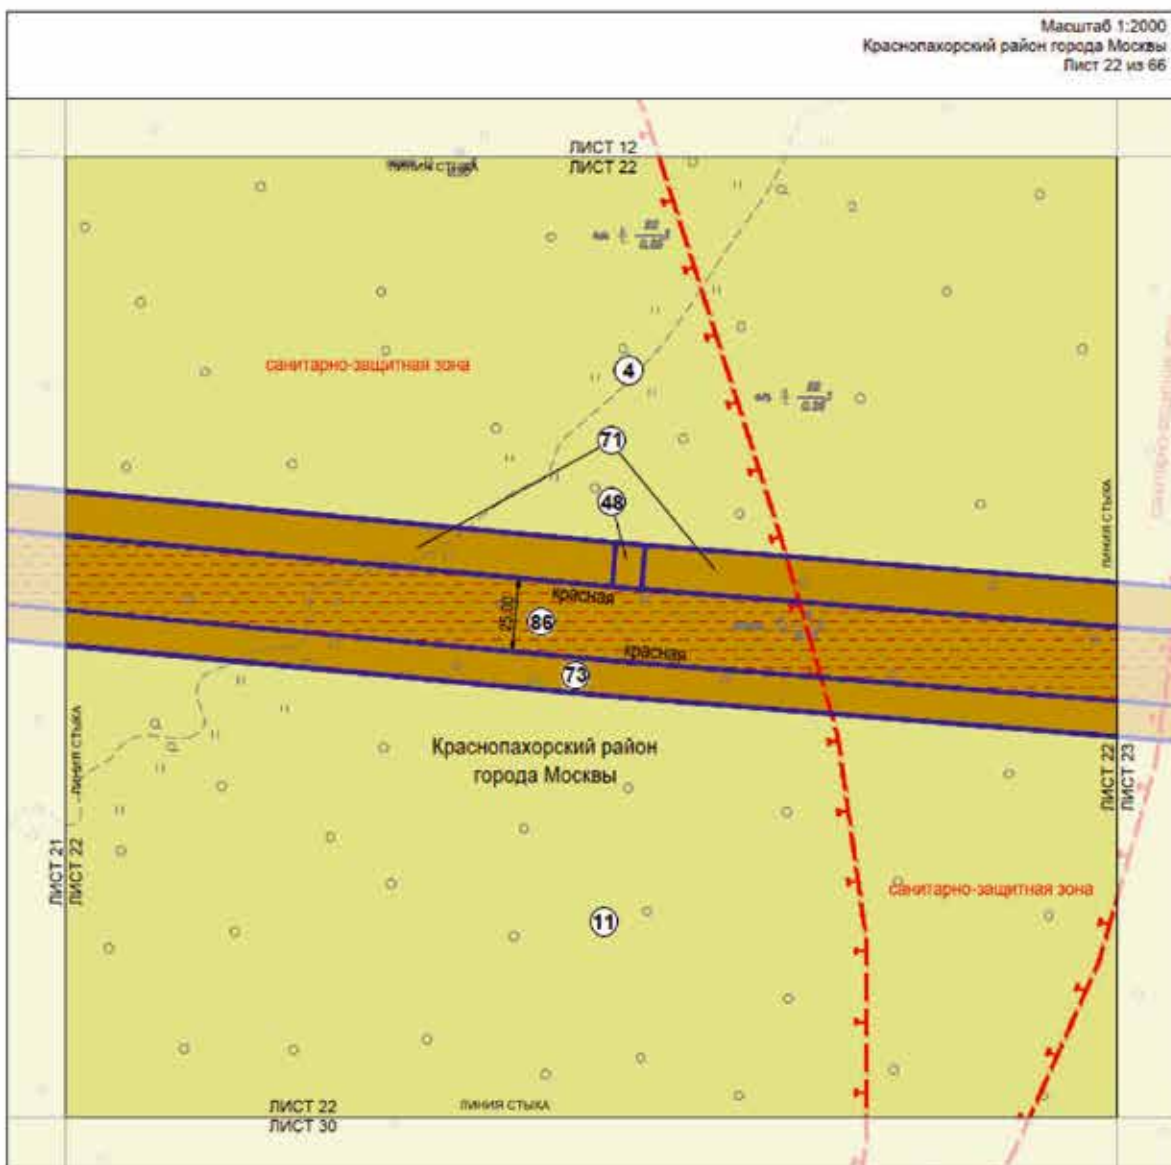 Масштаб 1:2000
Краснопахорский район города Москвы
Лист 22 из 66
ЛИСТ 12
ЛИСТ 22
санитарно-защитная зона
4
71
48
линия стыка
красная
25.00
86
красная
73
Краснопахорский район
города Москвы
линия стыка
ЛИСТ 21
ЛИСТ 22
ЛИСТ 22
ЛИСТ 23
санитарно-защитная зона
11
ЛИСТ 22
ЛИСТ 30
линия стыка